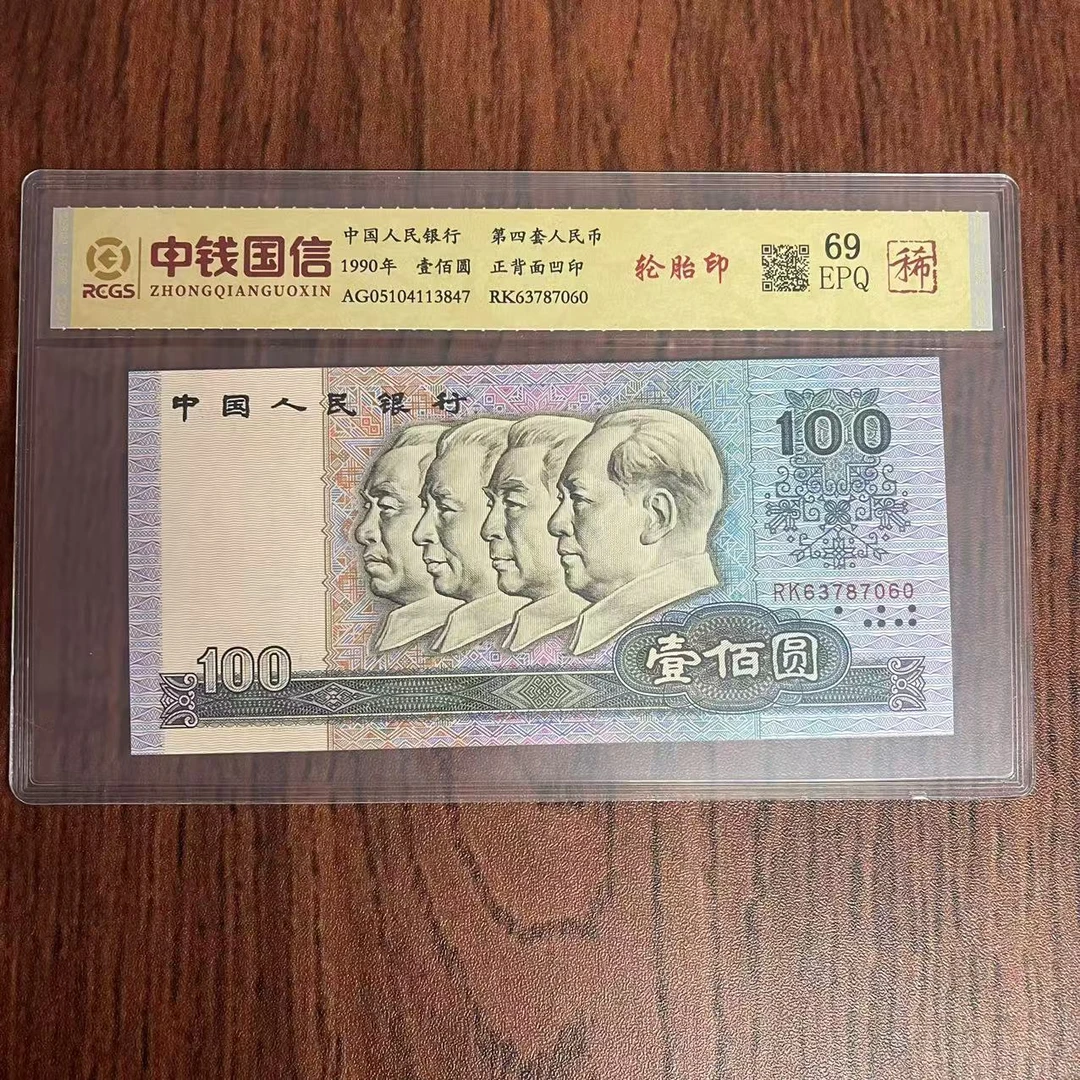 中钱国信
RCGS ZHONGQIANGUOXIN
中国人民银行 第四套人民币
1990年 壹佰圆 正背面凹印
AG05104113847 RK63787060
轮胎印
69
EPQ
稀
中国人民银行
100
RK63787060
100
壹佰圆